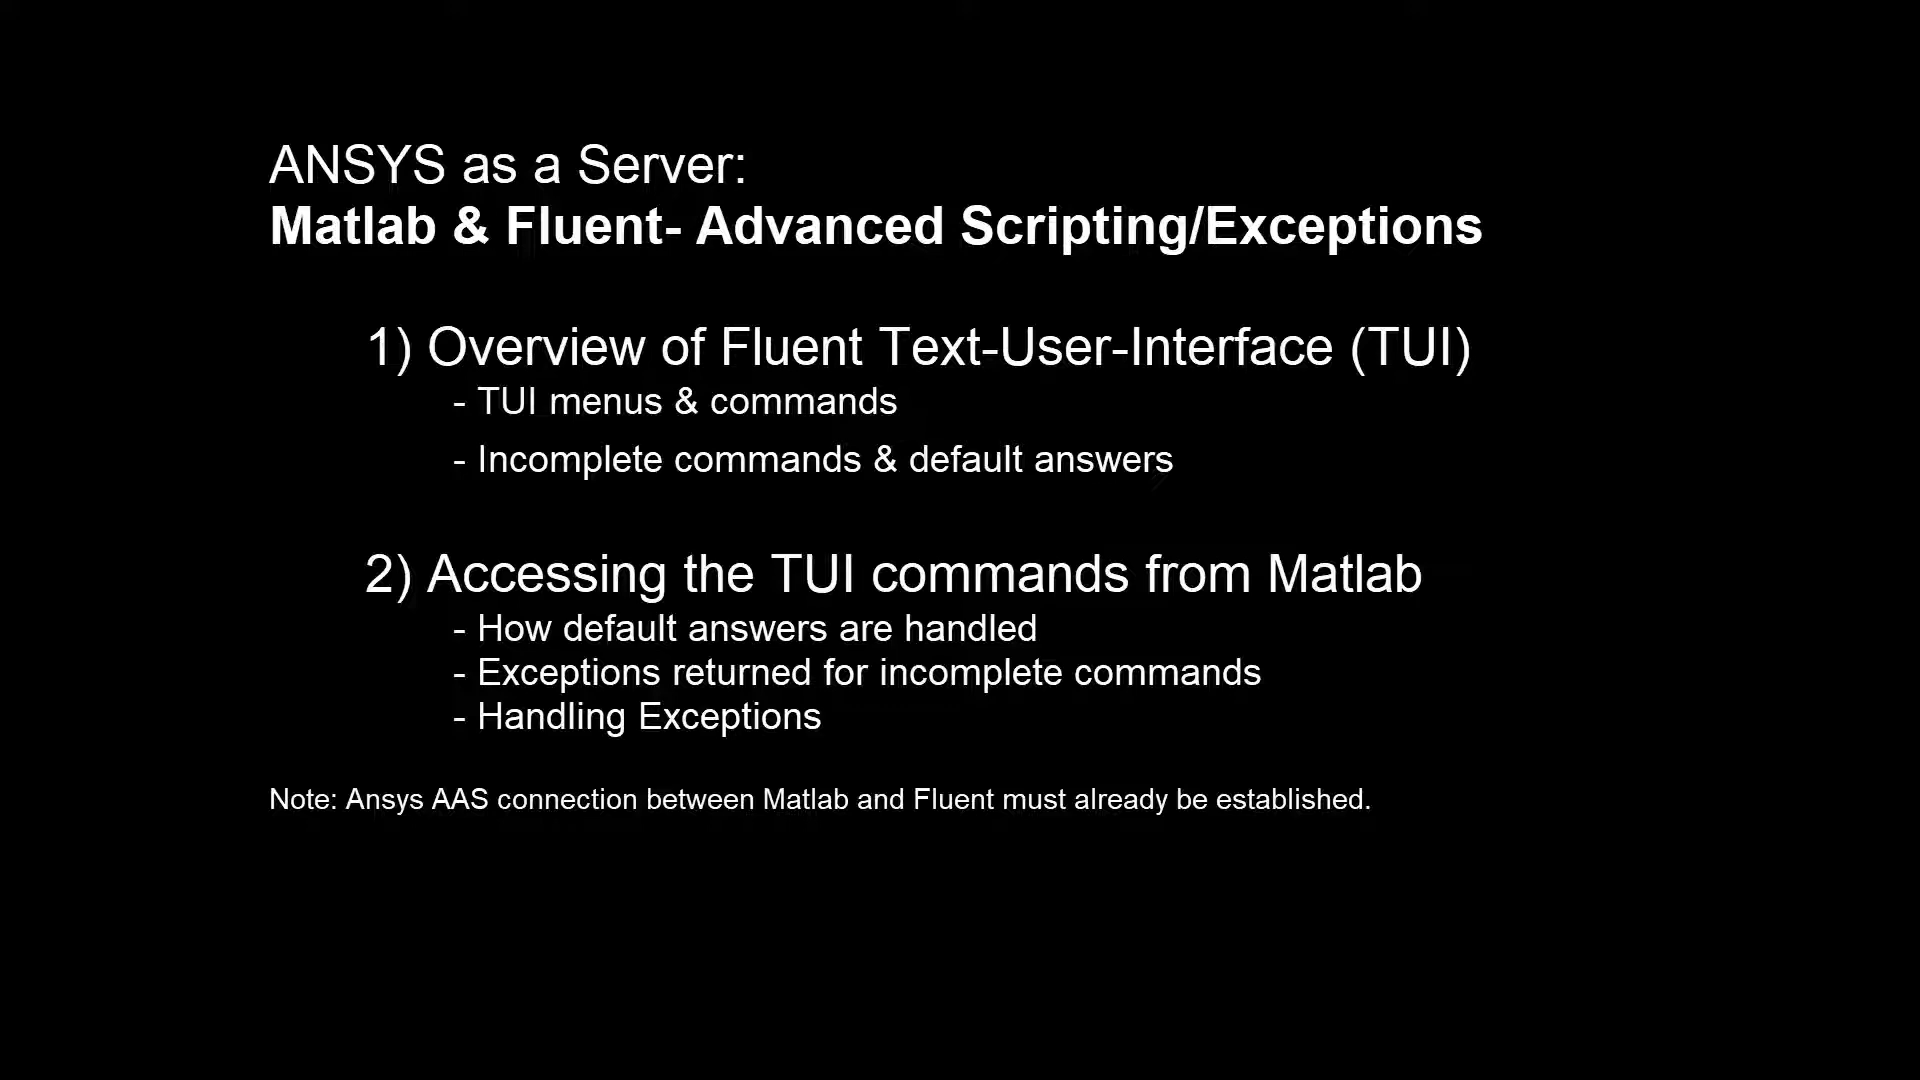 ANSYS as a Server:
Matlab & Fluent- Advanced Scripting/Exceptions
1) Overview of Fluent Text-User-Interface (TUI)
- TUI menus & commands
- Incomplete commands & default answers
2) Accessing the TUI commands from Matlab
- How default answers are handled
- Exceptions returned for incomplete commands
- Handling Exceptions
Note: Ansys AAS connection between Matlab and Fluent must already be established.